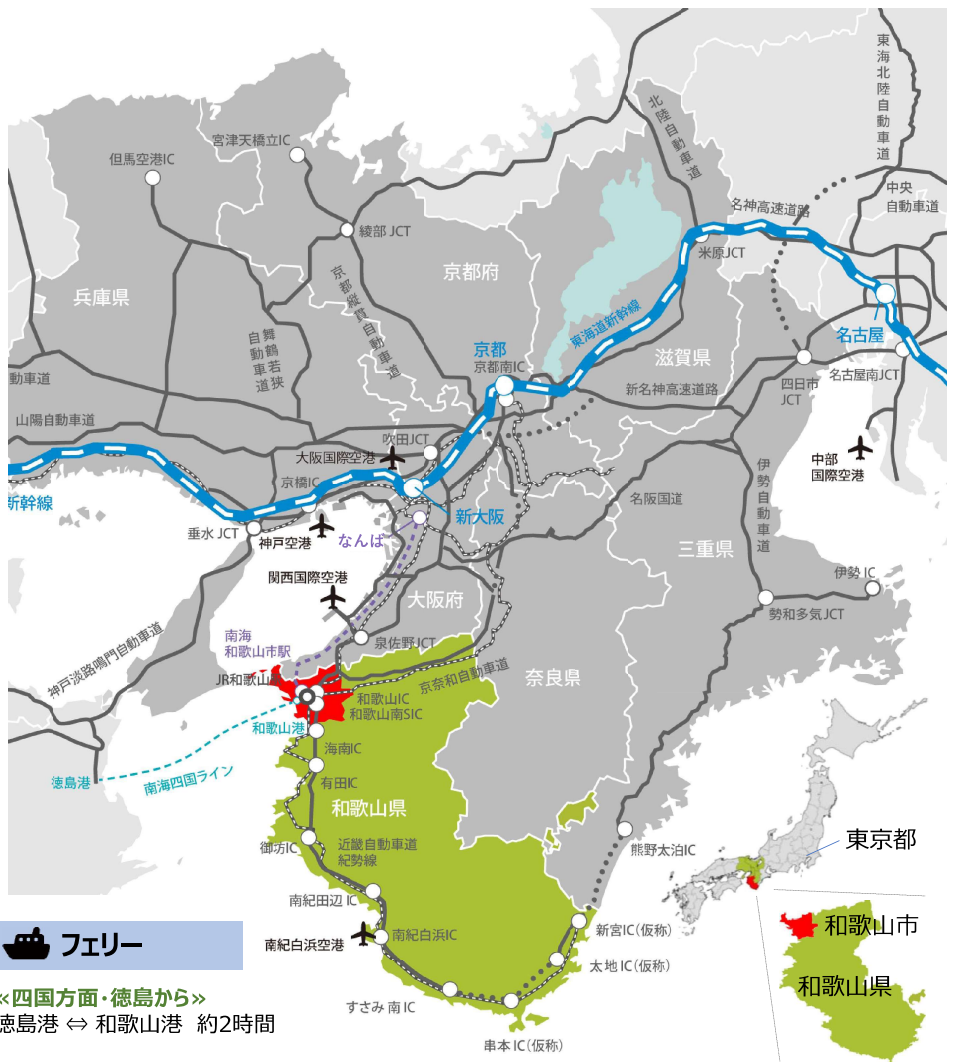 東海北陸自動車道
北陸自動車道
宮津天橋立IC
但馬空港IC
中央
自動車道
名神高速道路
綾部JCT
米原JCT
京都府
京都縦貫自動車道
兵庫県
東海道新幹線
舞鶴若狭
自動車道
名古屋
京都
京都南IC
滋賀県
動車道
新名神高速道路
四日市
JCT
名古屋南JCT
山陽自動車道
吹田JCT
大阪国際空港
中部
国際空港
京橋IC
伊勢自動車道
名阪国道
新幹線
新大阪
垂水JCT
神戸空港
なんば
三重県
関西国際空港
伊勢IC
大阪府
勢和多気JCT
南海
和歌山市駅
泉佐野JCT
神戸淡路鳴門自動車道
JR和歌山
京奈和自動車道
奈良県
和歌山IC
和歌山南SIC
和歌山港
海南IC
徳島港
南海四国ライン
有田IC
和歌山県
東京都
御坊IC
近畿自動車道
紀勢線
熊野太泊IC
南紀田辺IC
和歌山市
新宮IC(仮称)
フェリー
南紀白浜空港
南紀白浜IC
太地IC(仮称)
和歌山県
«四国方面・徳島から»
すさみ南IC
徳島港 ⇔ 和歌山港 約2時間
串本IC(仮称)